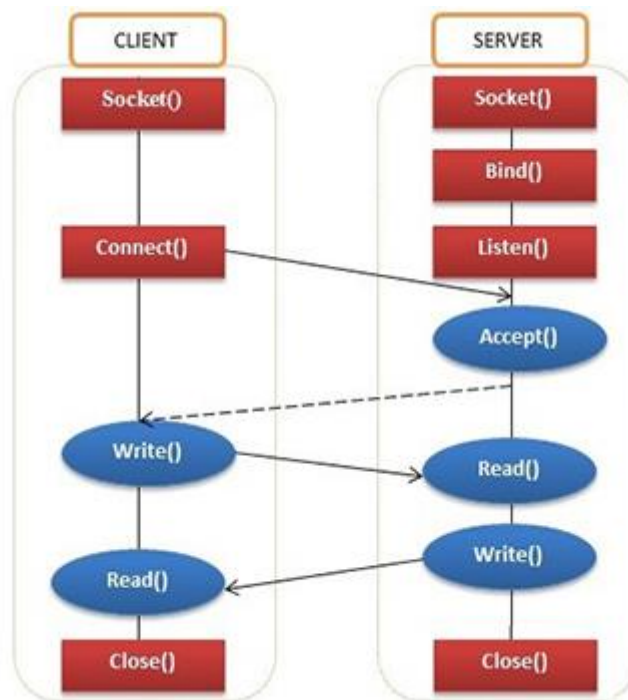 CLIENT
SERVER
Socket()
Socket()
Bind()
Connect()
Listen()
Accept()
Write()
Read()
Write()
Read()
Close()
Close()